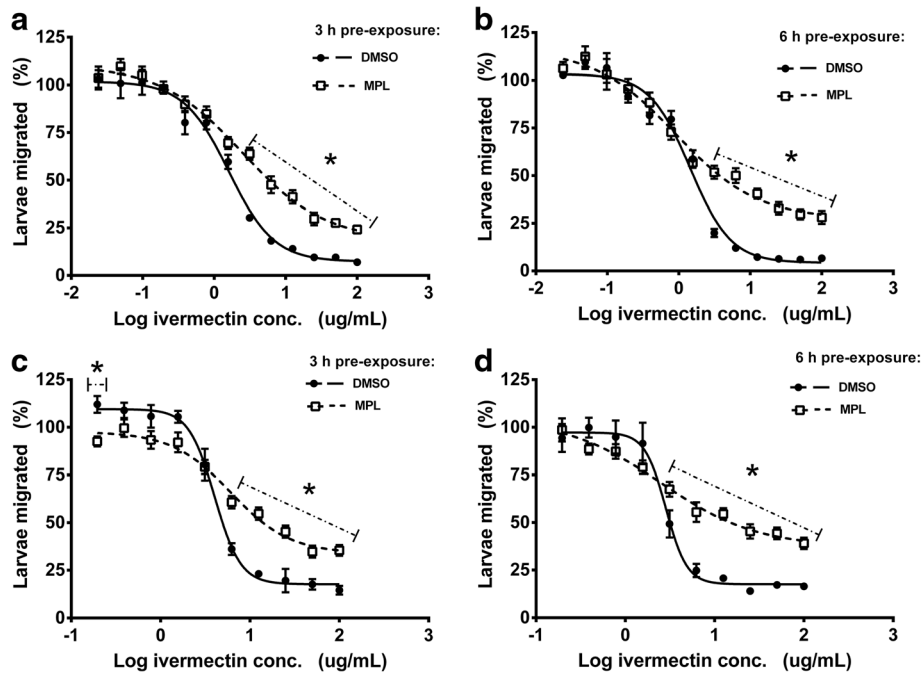 a
3 h pre-exposure:
DMSO
MPL
Larvae migrated (%)
125
100
75
50
25
0
*
-2 -1 0 1 2 3
Log ivermectin conc. (ug/mL)
b
6 h pre-exposure:
DMSO
MPL
Larvae migrated (%)
125
100
75
50
25
0
*
-2 -1 0 1 2 3
Log ivermectin conc. (ug/mL)
c
3 h pre-exposure:
DMSO
MPL
Larvae migrated (%)
125
100
75
50
25
0
*
*
-1 0 1 2 3
Log ivermectin conc. (ug/mL)
d
6 h pre-exposure:
DMSO
MPL
Larvae migrated (%)
125
100
75
50
25
0
*
-1 0 1 2 3
Log ivermectin conc. (ug/mL)